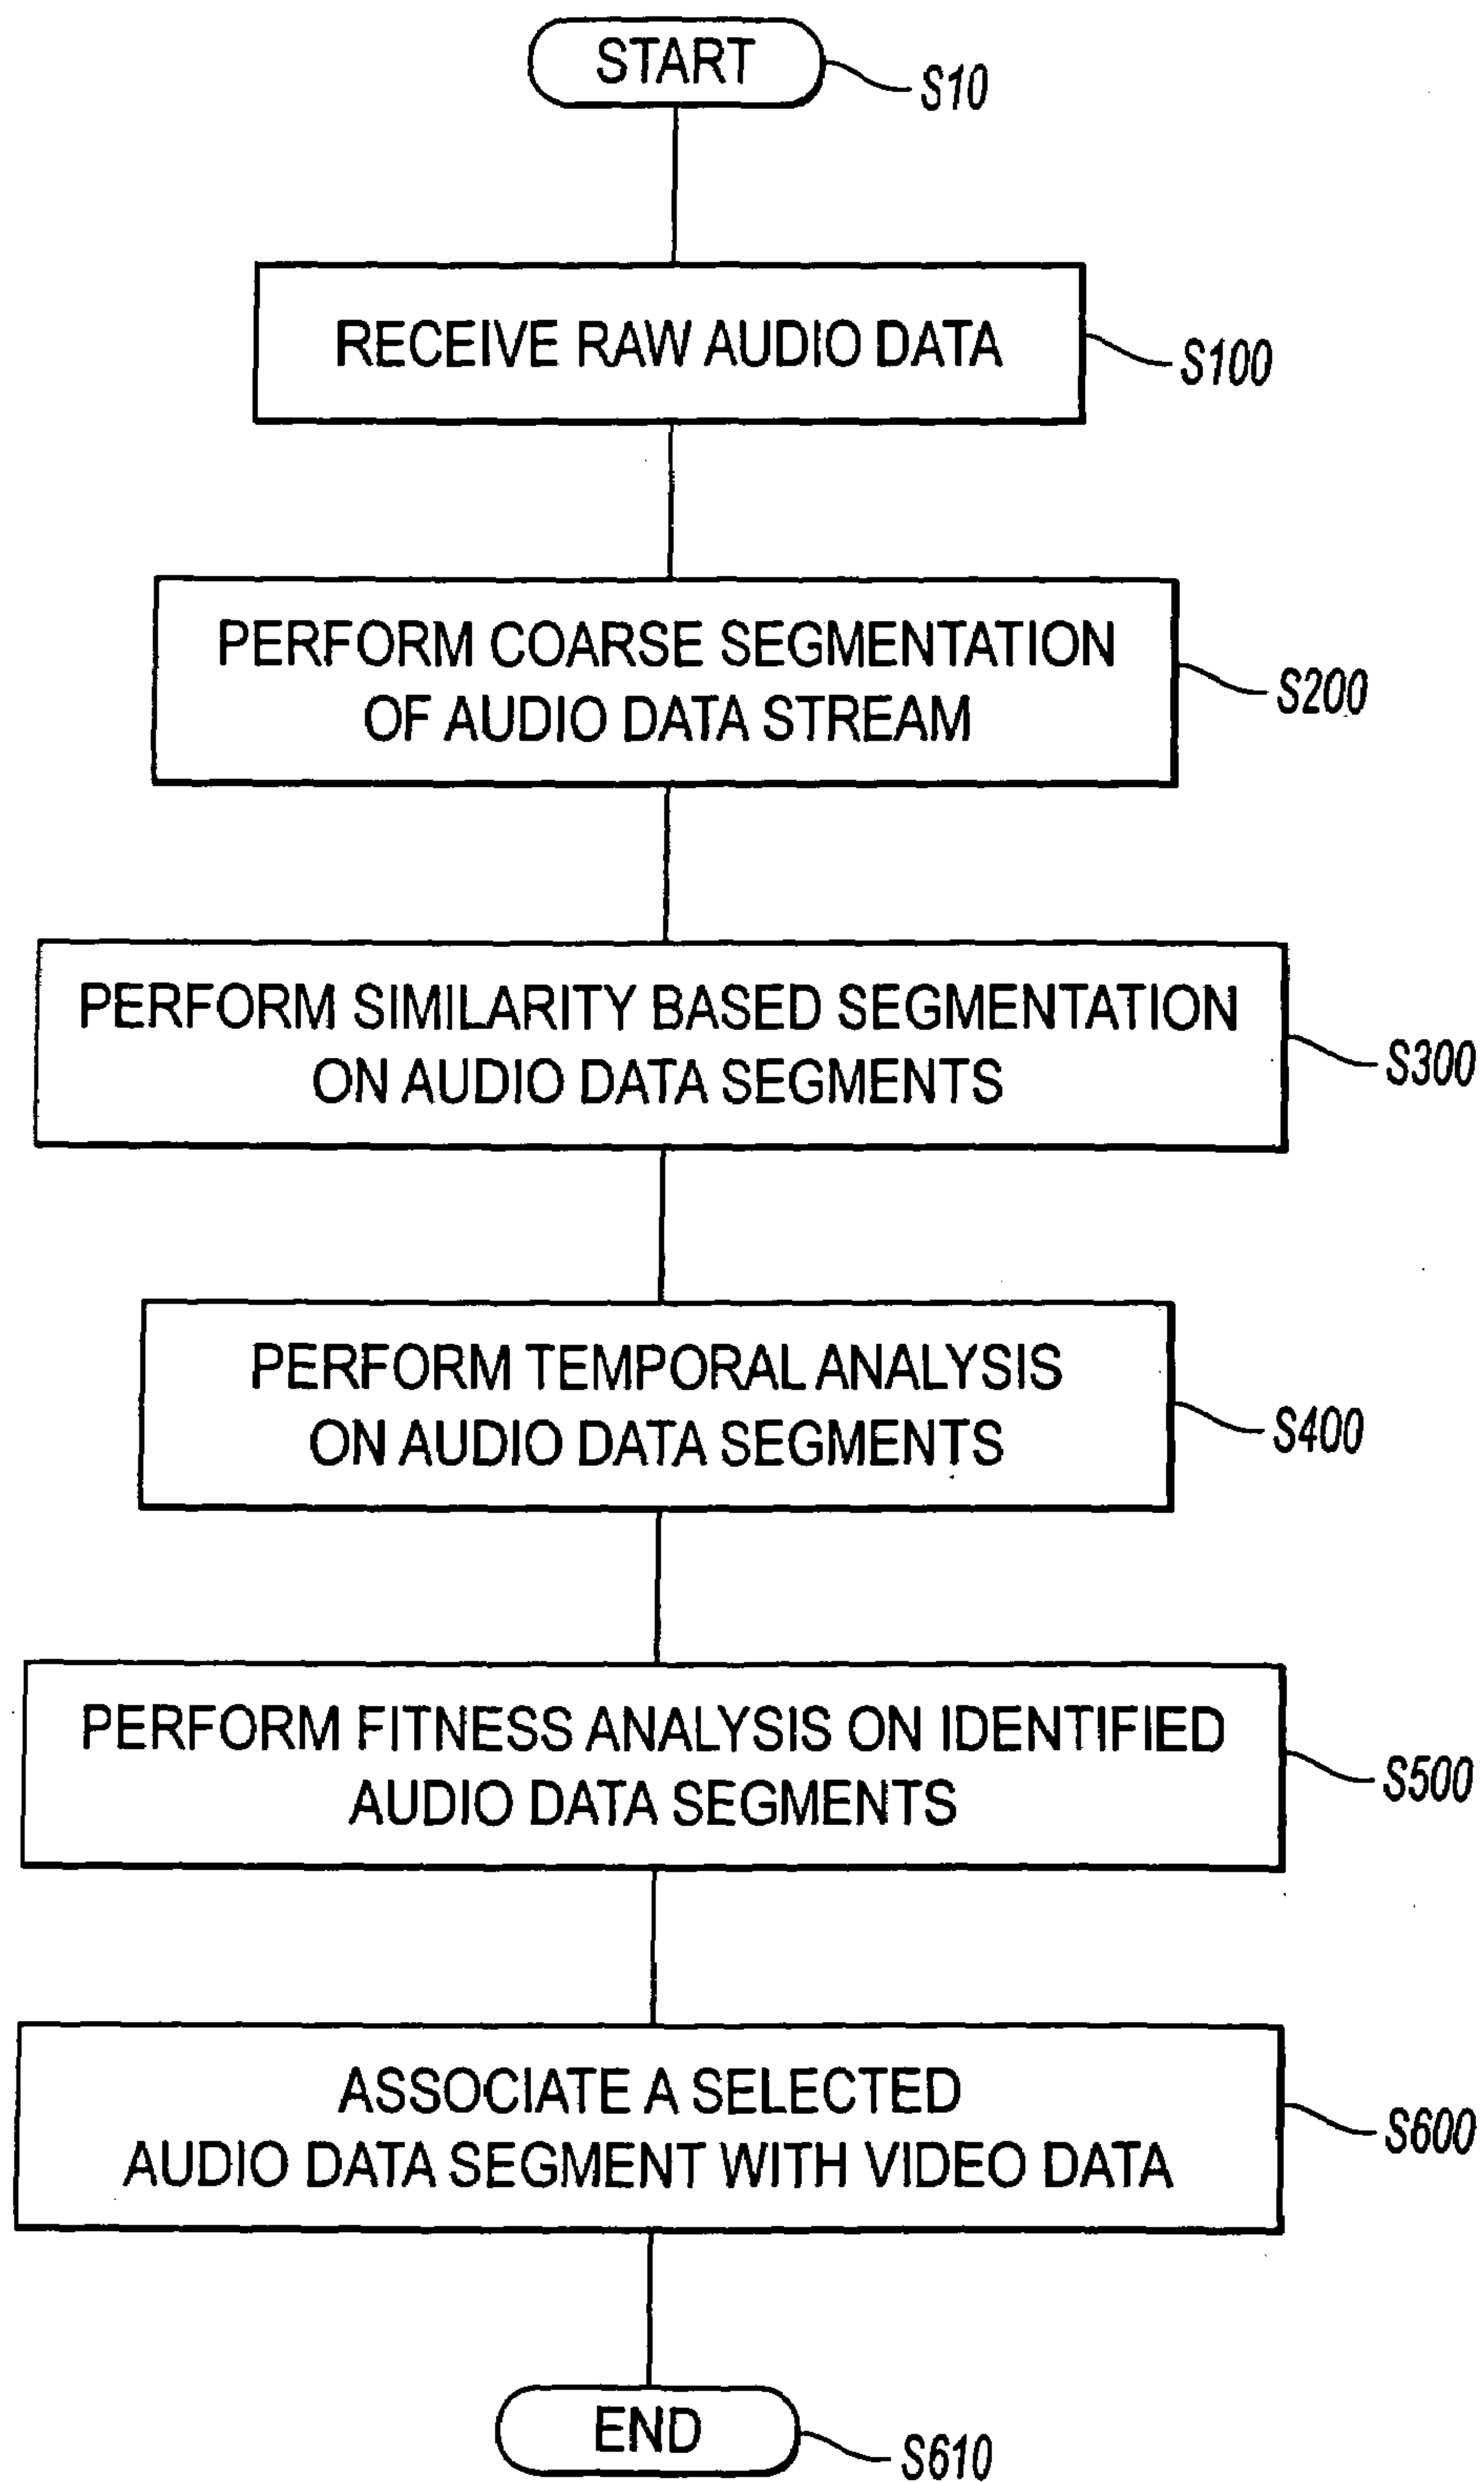 START
S10
RECEIVE RAW AUDIO DATA
S100
PERFORM COARSE SEGMENTATION
OF AUDIO DATA STREAM
S200
PERFORM SIMILARITY BASED SEGMENTATION
ON AUDIO DATA SEGMENTS
S300
PERFORM TEMPORAL ANALYSIS
ON AUDIO DATA SEGMENTS
S400
PERFORM FITNESS ANALYSIS ON IDENTIFIED
AUDIO DATA SEGMENTS
S500
ASSOCIATE A SELECTED
AUDIO DATA SEGMENT WITH VIDEO DATA
S600
END
S610